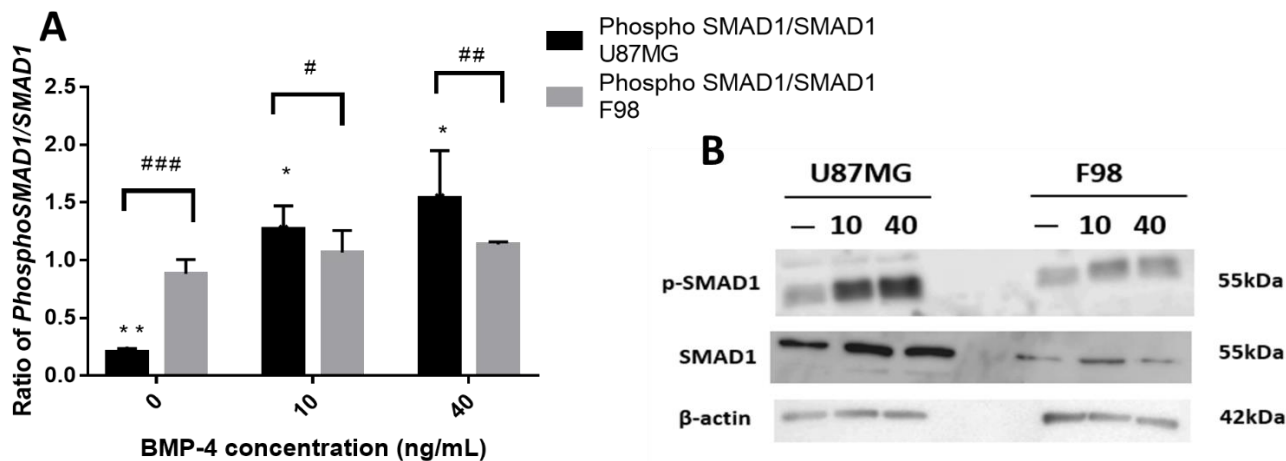 A
Phospho SMAD1/SMAD1
U87MG
Phospho SMAD1/SMAD1
F98
Ratio of PhosphoSMAD1/SMAD1
2.5
2.0
1.5
1.0
0.5
0.0
###
#
##
* *
*
*
0
10
40
BMP-4 concentration (ng/mL)
B
U87MG F98
— 10 40 — 10 40
p-SMAD1 55kDa
SMAD1 55kDa
β-actin 42kDa